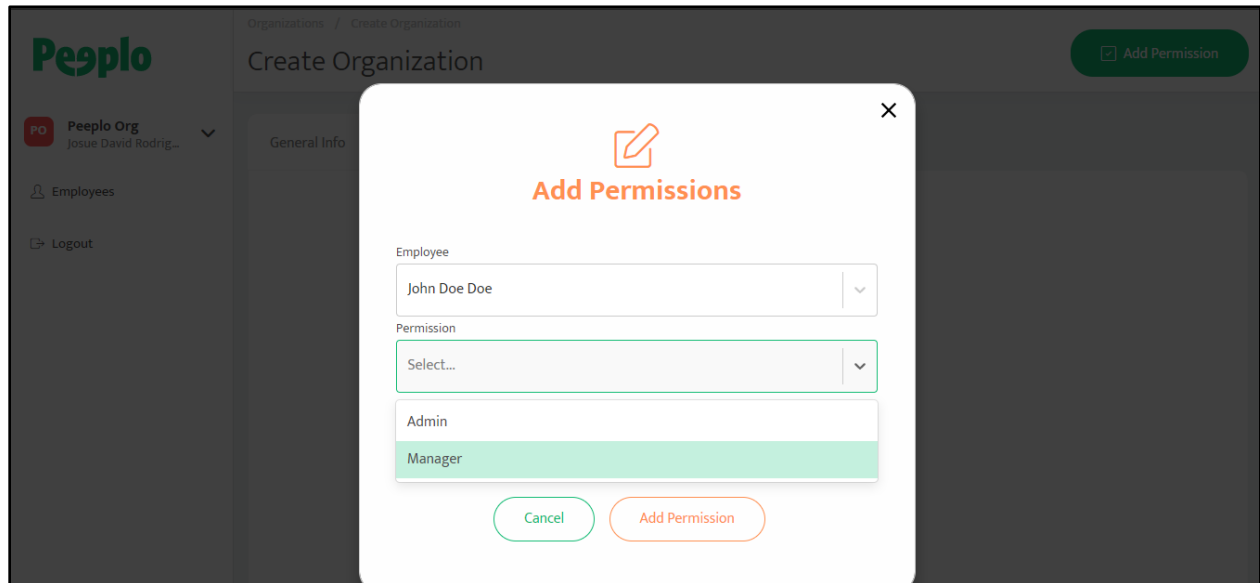 Organizations / Create Organization
Peeplo
Create Organization
Add Permission
PO
Peeplo Org
Josue David Rodrig...
General Info
Employees
Logout
Add Permissions
Employee
John Doe Doe
Permission
Select...
Admin
Manager
Cancel
Add Permission